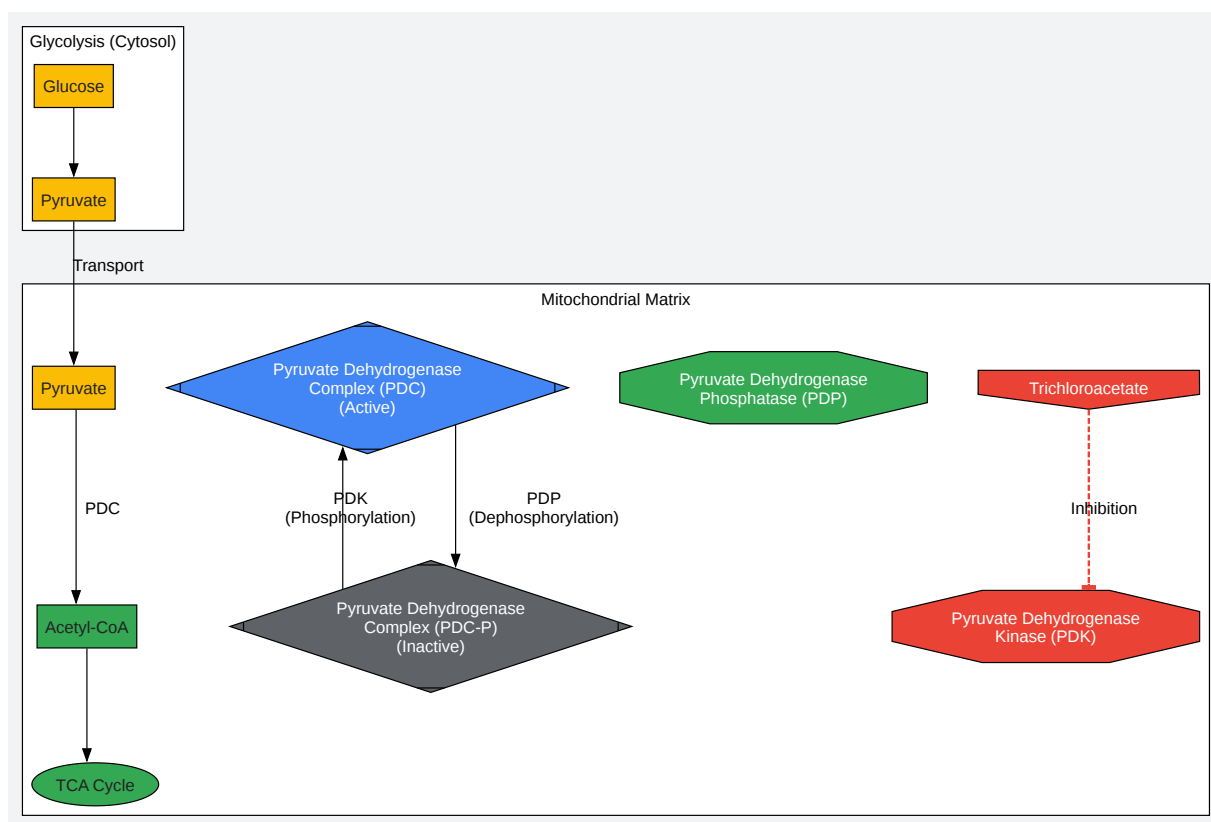 Glycolysis (Cytosol)
Glucose
Pyruvate
Transport
Mitochondrial Matrix
Pyruvate
Pyruvate Dehydrogenase
Complex (PDC)
(Active)
Pyruvate Dehydrogenase
Phosphatase (PDP)
Trichloroacetate
PDC
PDK
(Phosphorylation)
PDP
(Dephosphorylation)
Inhibition
Acetyl-CoA
Pyruvate Dehydrogenase
Complex (PDC-P)
(Inactive)
Pyruvate Dehydrogenase
Kinase (PDK)
TCA Cycle